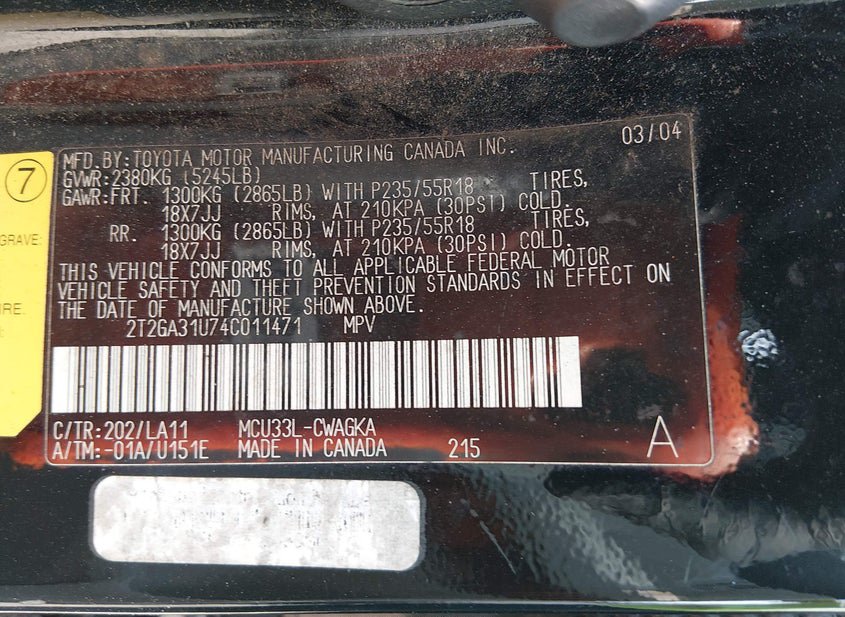 03/04
MFD.BY:TOYOTA MOTOR MANUFACTURING CANADA INC.
GVWR:2380KG (5245LB)
GAWR:FRT. 1300KG (2865LB) WITH P235/55R18 TIRES,
18X7JJ RIMS, AT 210KPA (30PSI) COLD.
RR. 1300KG (2865LB) WITH P235/55R18 TIRES,
18X7JJ RIMS, AT 210KPA (30PSI) COLD.
THIS VEHICLE CONFORMS TO ALL APPLICABLE FEDERAL MOTOR
VEHICLE SAFETY AND THEFT PREVENTION STANDARDS IN EFFECT ON
THE DATE OF MANUFACTURE SHOWN ABOVE.
2T2GA31U74C011471 MPV
C/TR:202/LA11 MCU33L-CWAGKA
A/TM:-01A/U151E MADE IN CANADA 215 A
7
GRAVE
IRE.